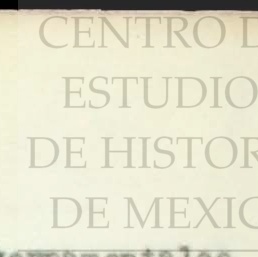 CENTRO D
ESTUDIO
DE HISTOR
DE MEXIC